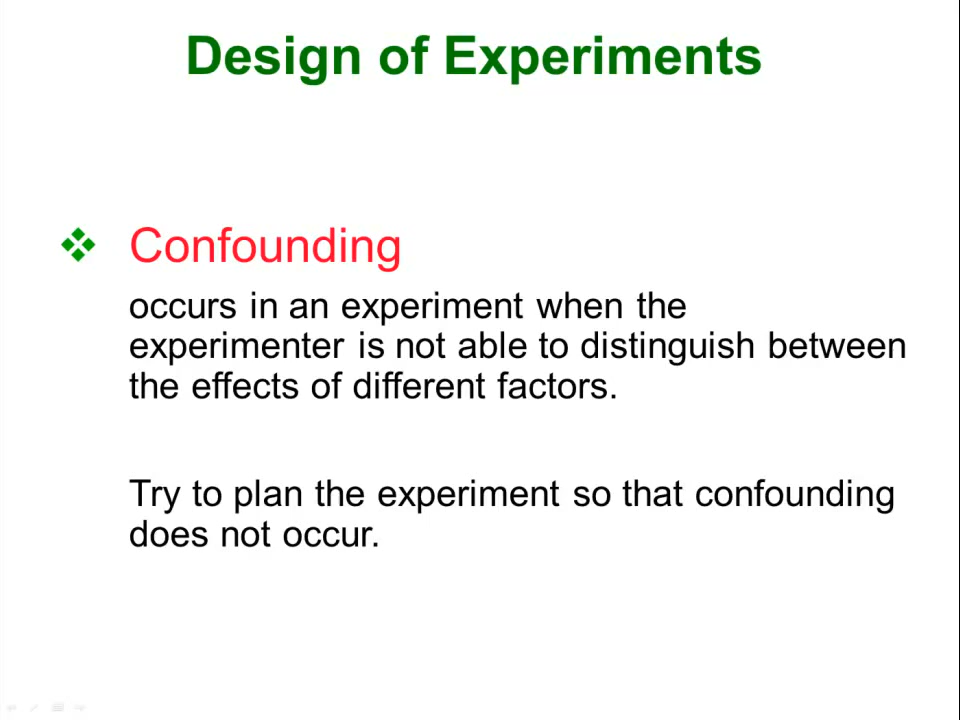 Design of Experiments
Confounding
occurs in an experiment when the
experimenter is not able to distinguish between
the effects of different factors.
Try to plan the experiment so that confounding
does not occur.